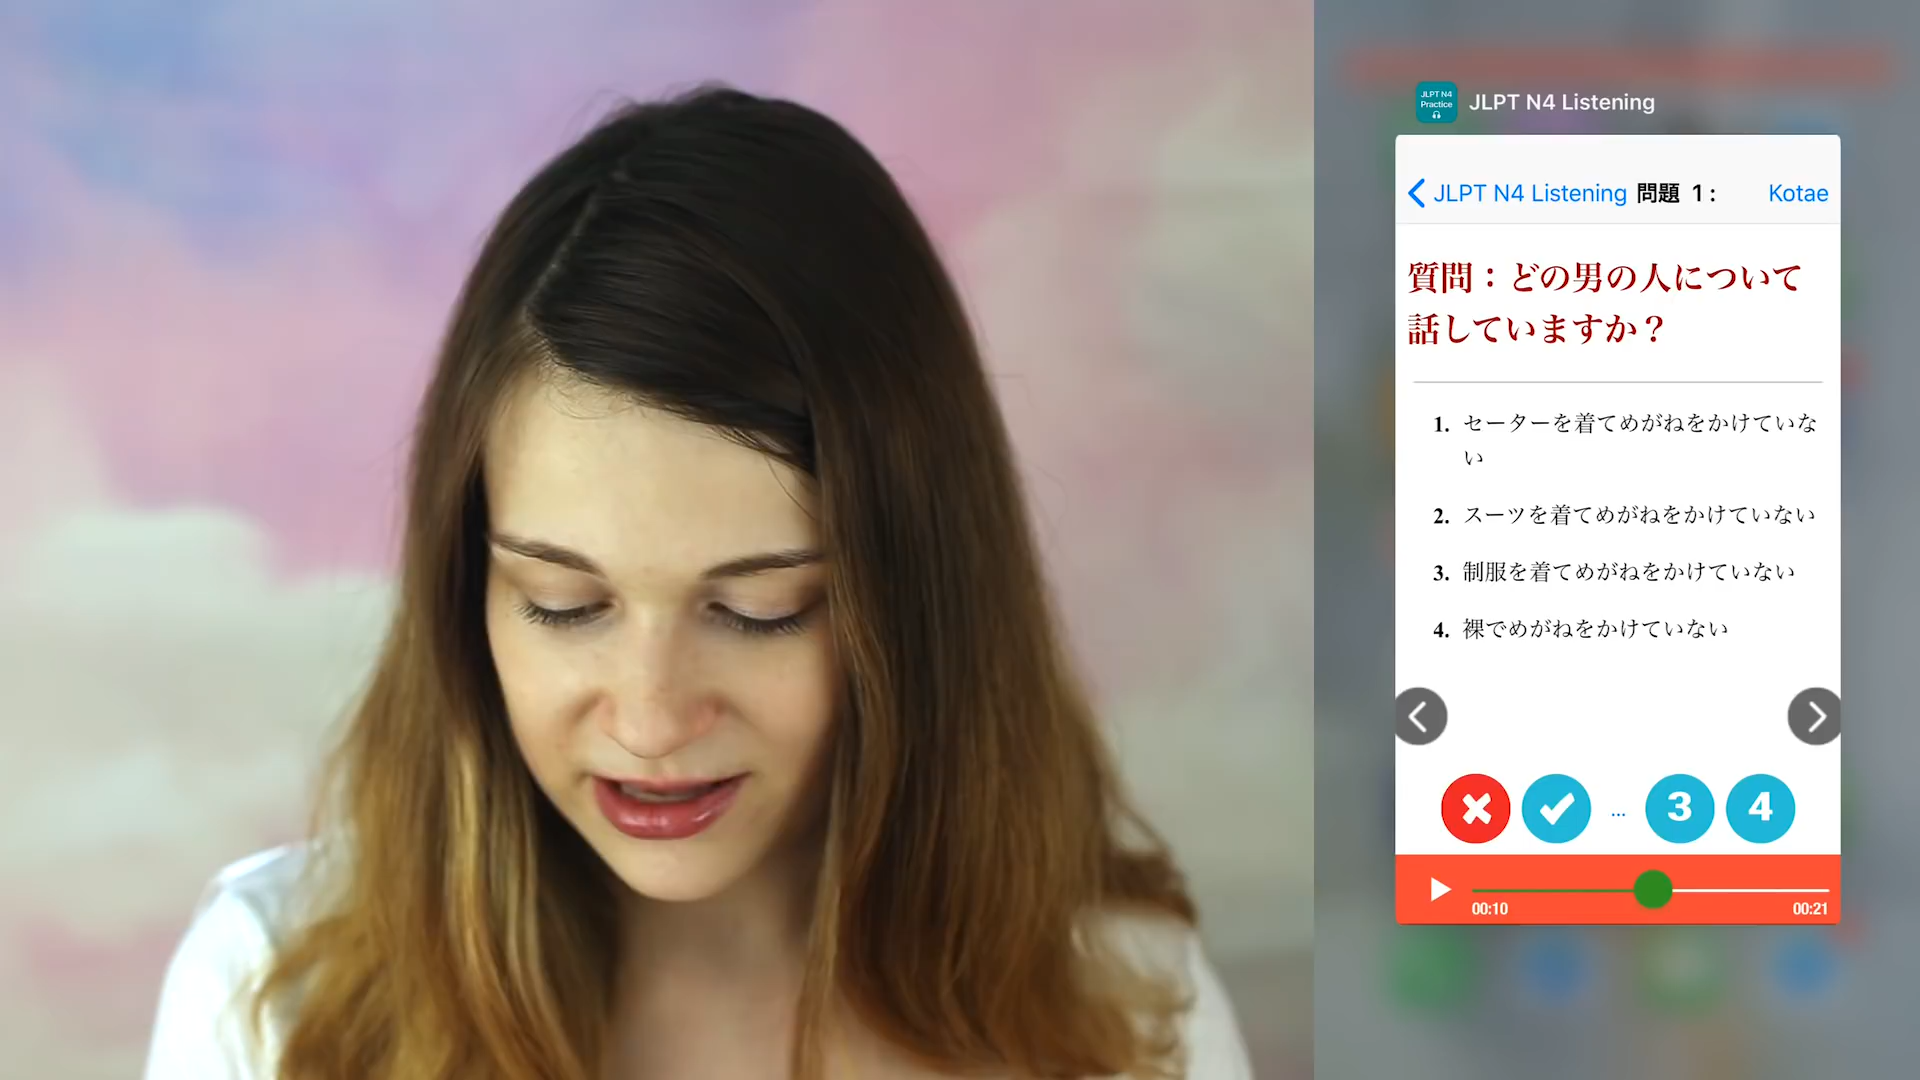 JLPT N4
Practice
JLPT N4 Listening
JLPT N4 Listening 問題 1: Kotae
質問：どの男の人について
話していますか？
1. セーターを着てめがねをかけていな
い
2. スーツを着てめがねをかけていない
3. 制服を着てめがねをかけていない
4. 裸でめがねをかけていない
... 3 4
00:10 00:21